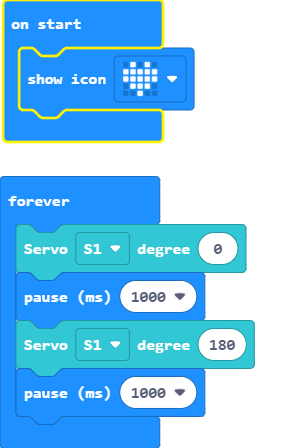 on start
show icon
forever
Servo S1 degree 0
pause (ms) 1000
Servo S1 degree 180
pause (ms) 1000